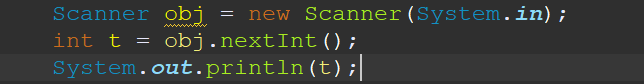 Scanner obj = new Scanner(System.in);
int t = obj.nextInt();
System.out.println(t);